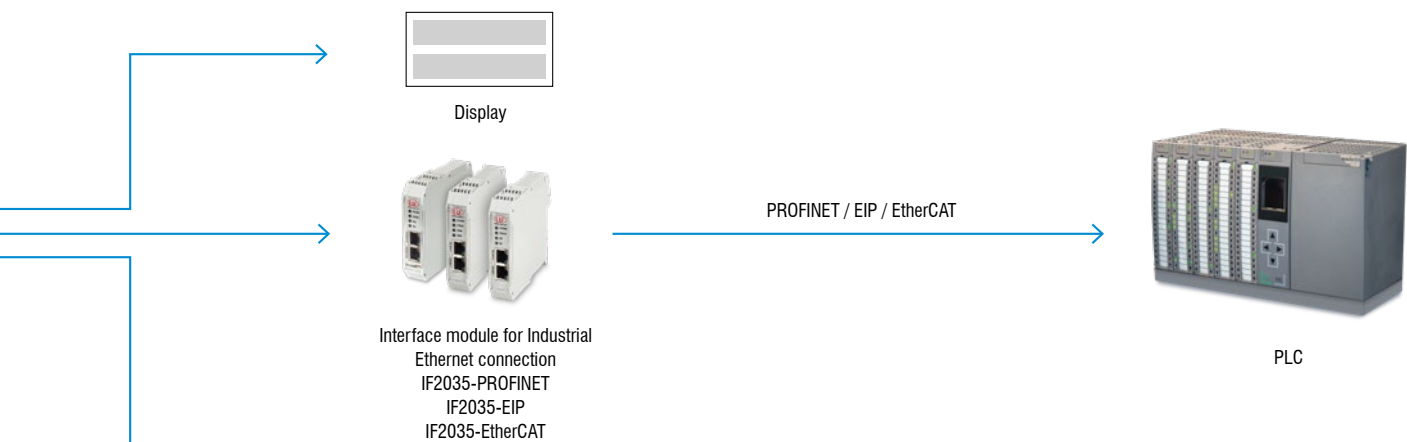 Display
PROFINET / EIP / EtherCAT
Interface module for Industrial
Ethernet connection
IF2035-PROFINET
IF2035-EIP
IF2035-EtherCAT
PLC